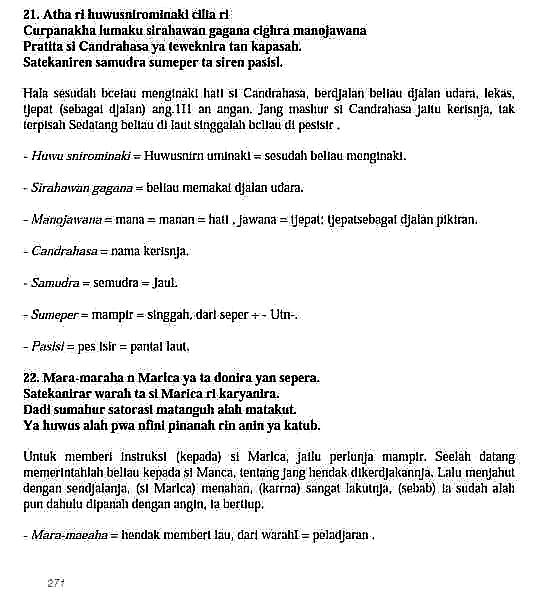 21. Atha ri huwusnlrominaki cilia ri
Curpanakha lumaku sirahawan gagana cighra manojawana
Pratita si Candrahasa ya teweknira tan kapasah.
Satekaniren samudra sumeper ta siren pasisi.
Hala sesudah bcelau menginaki hati si Candrahasa, berdjalan beliau djalan udara, lekas,
tjepat (sebagai djalan) ang.1I1 an angan. Jang mashur si Candrahasa jaitu kerisnja, tak
terpisah Sedatang beliau di laut singgalah bcliau di pesisir .
- Huwu snirominaki = Huwusnirn uminaki = sesudah beliau menginaki.
- Sirahawan gagana = beliau memakai djalan udara.
- Manojawana = mana = manan = hati , jawana = tjepat: tjepatsebagai djalan pikiran.
- Candrahasa = nama kerisnja.
- Samudra = semudra = Jaul.
- Sumeper = mampir = singgah, dari seper + - Utn-.
- Pasisi = pes isir = pantai laut.
22. Mara-maraha n Marica ya ta donira yan sepera.
Satekanirar warah ta si Marica ri karyanira.
Dadi sumahur satorasi matanguh alah matakut.
Ya huwus alah pwa nfini pinanah rin anin ya katub.
Untuk memberi instruksi (kepada) si Marica, jaitu perlunja mampir. Seelah datang
memerintahlah beliau kepada si Manca, tentang jang hendak dikerdjakannja. Lalu menjahut
dengan sendjalanja, (si Marica) menahan, (karrna) sangat lakutnja, (sebab) ia sudah alah
pun dahulu dipanah dengan angin, ia bertlup.
- Mara-maeaha = hendak memberi lau, dari warahI = peladjaran .
271